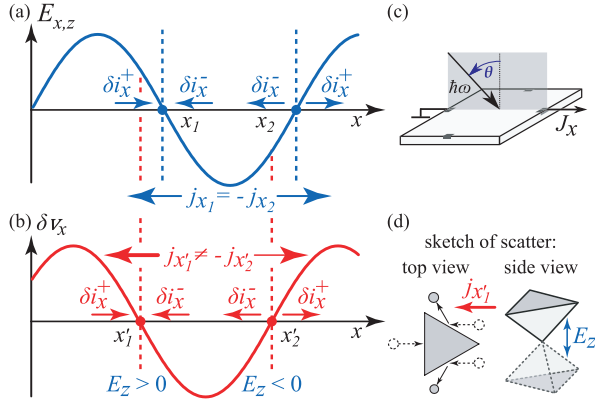 (a) E_{x,z}
δi_x^+ δi_x^- δi_x^- δi_x^+
x_1 x_2 x
j_{x_1} = -j_{x_2}
(b) δv_x
j_{x'_1} ≠ -j_{x'_2}
δi_x^+ δi_x^- δi_x^- δi_x^+
x'_1 x'_2 x
E_z > 0 E_z < 0
(c)
θ
ħω
J_x
(d)
sketch of scatter:
top view side view
j_{x'_1}
E_z